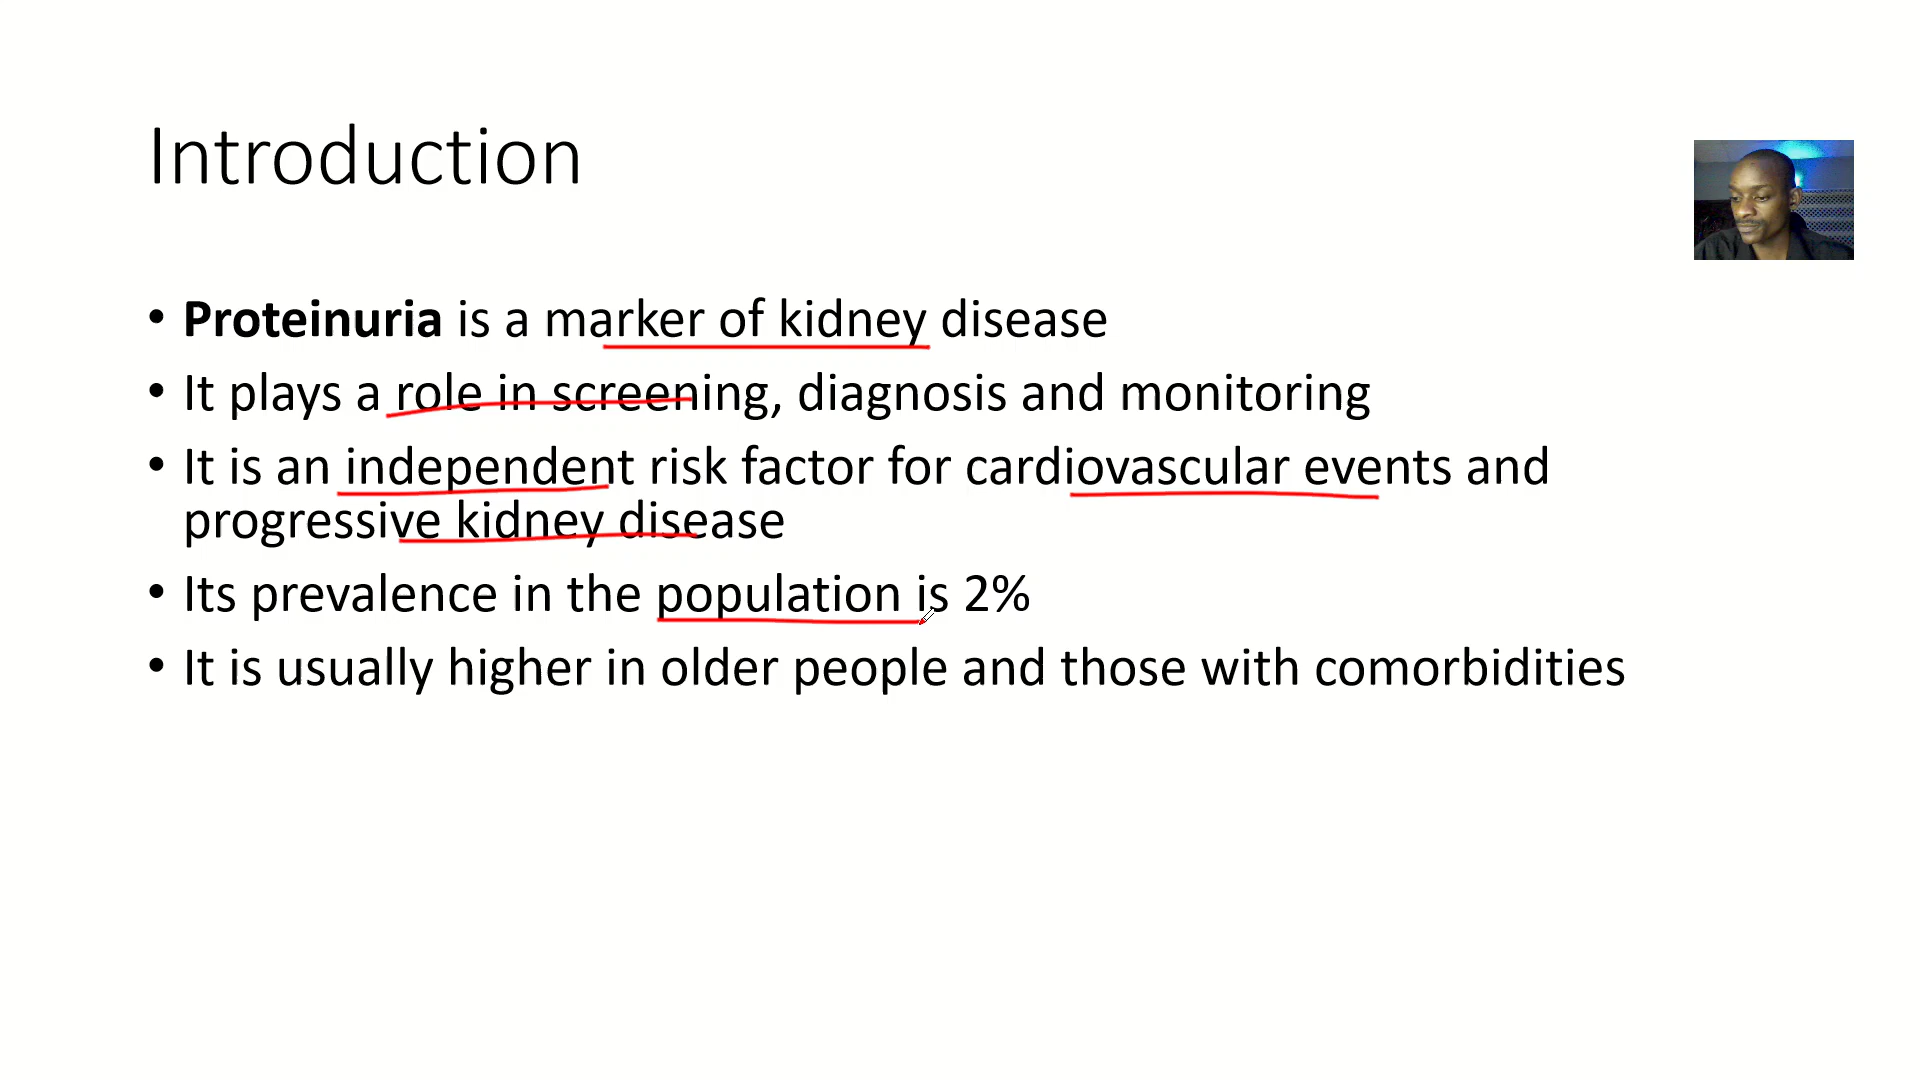 Introduction
• Proteinuria is a marker of kidney disease
• It plays a role in screening, diagnosis and monitoring
• It is an independent risk factor for cardiovascular events and
progressive kidney disease
• Its prevalence in the population is 2%
• It is usually higher in older people and those with comorbidities